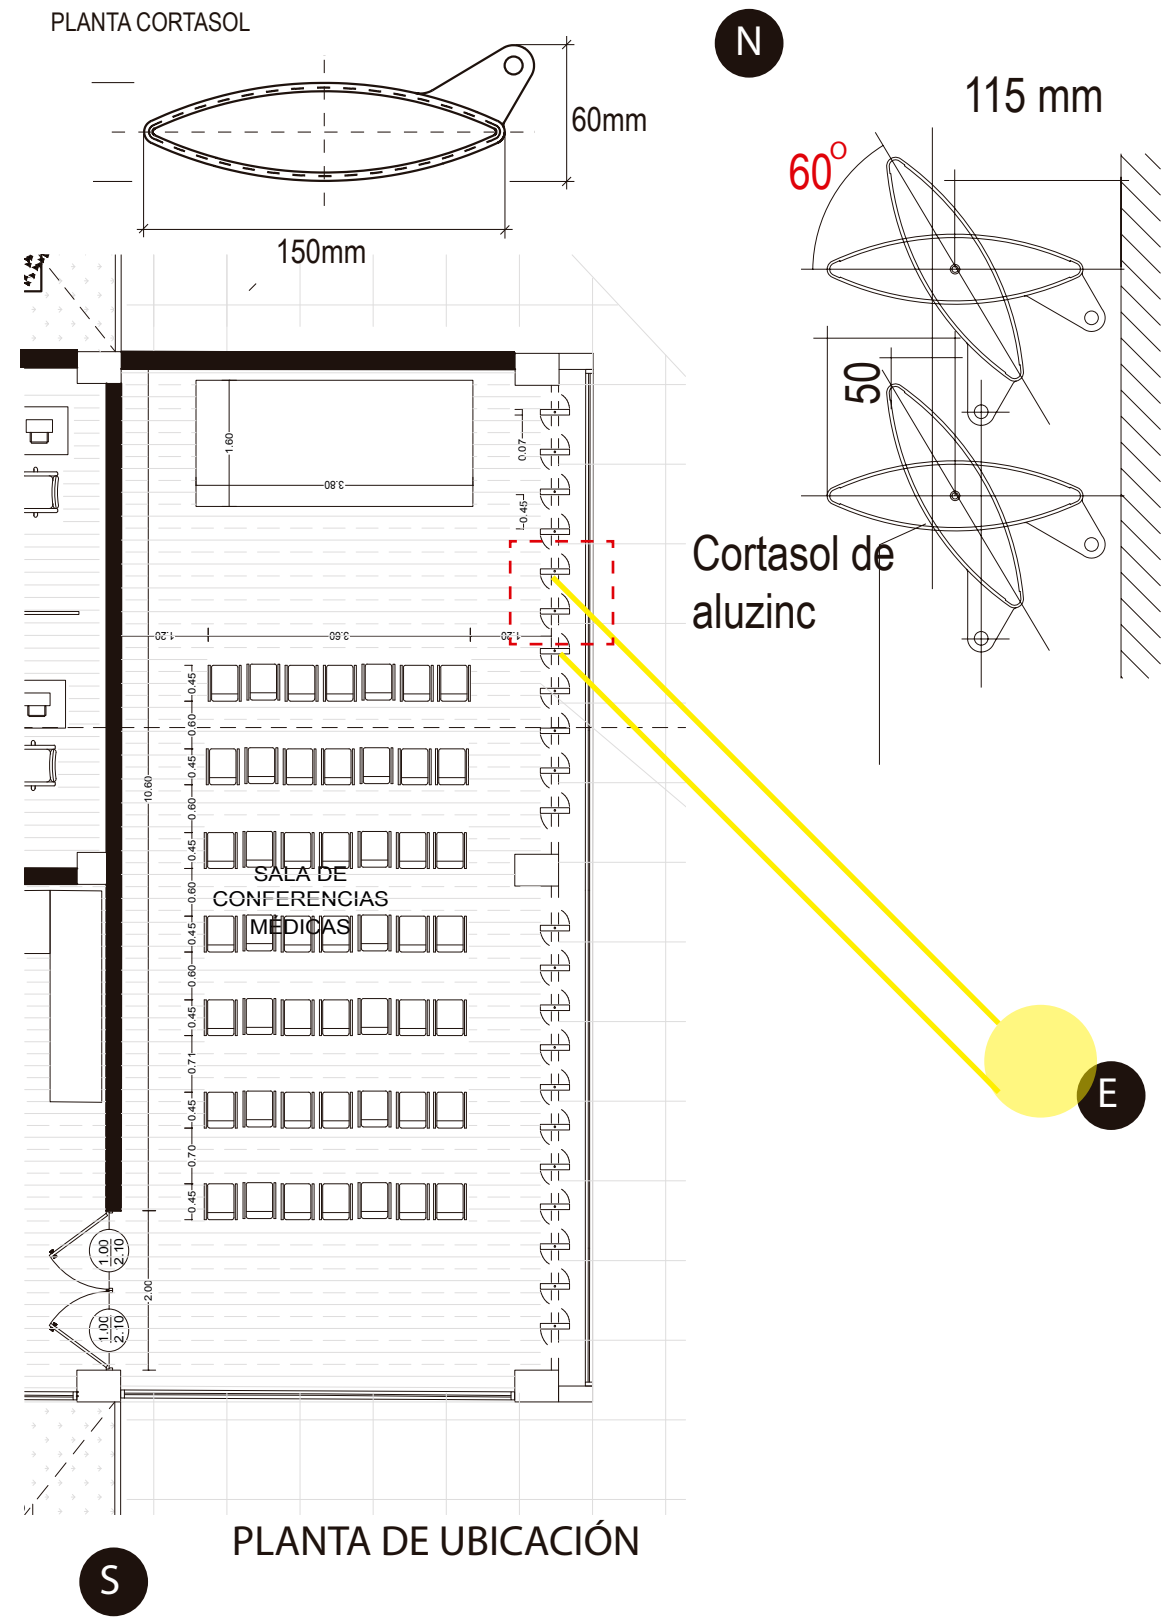 PLANTA CORTASOL
60mm
150mm
N
115 mm
60°
50
Cortasol de
aluzinc
1.60
3.80
0.07
0.45
1.20
3.60
1.20
0.45
0.60
0.45
0.60
0.45
0.60
0.45
0.60
0.45
0.71
0.45
0.70
0.45
10.60
2.00
SALA DE
CONFERENCIAS
MÉDICAS
1.00
2.10
1.00
2.10
E
PLANTA DE UBICACIÓN
S